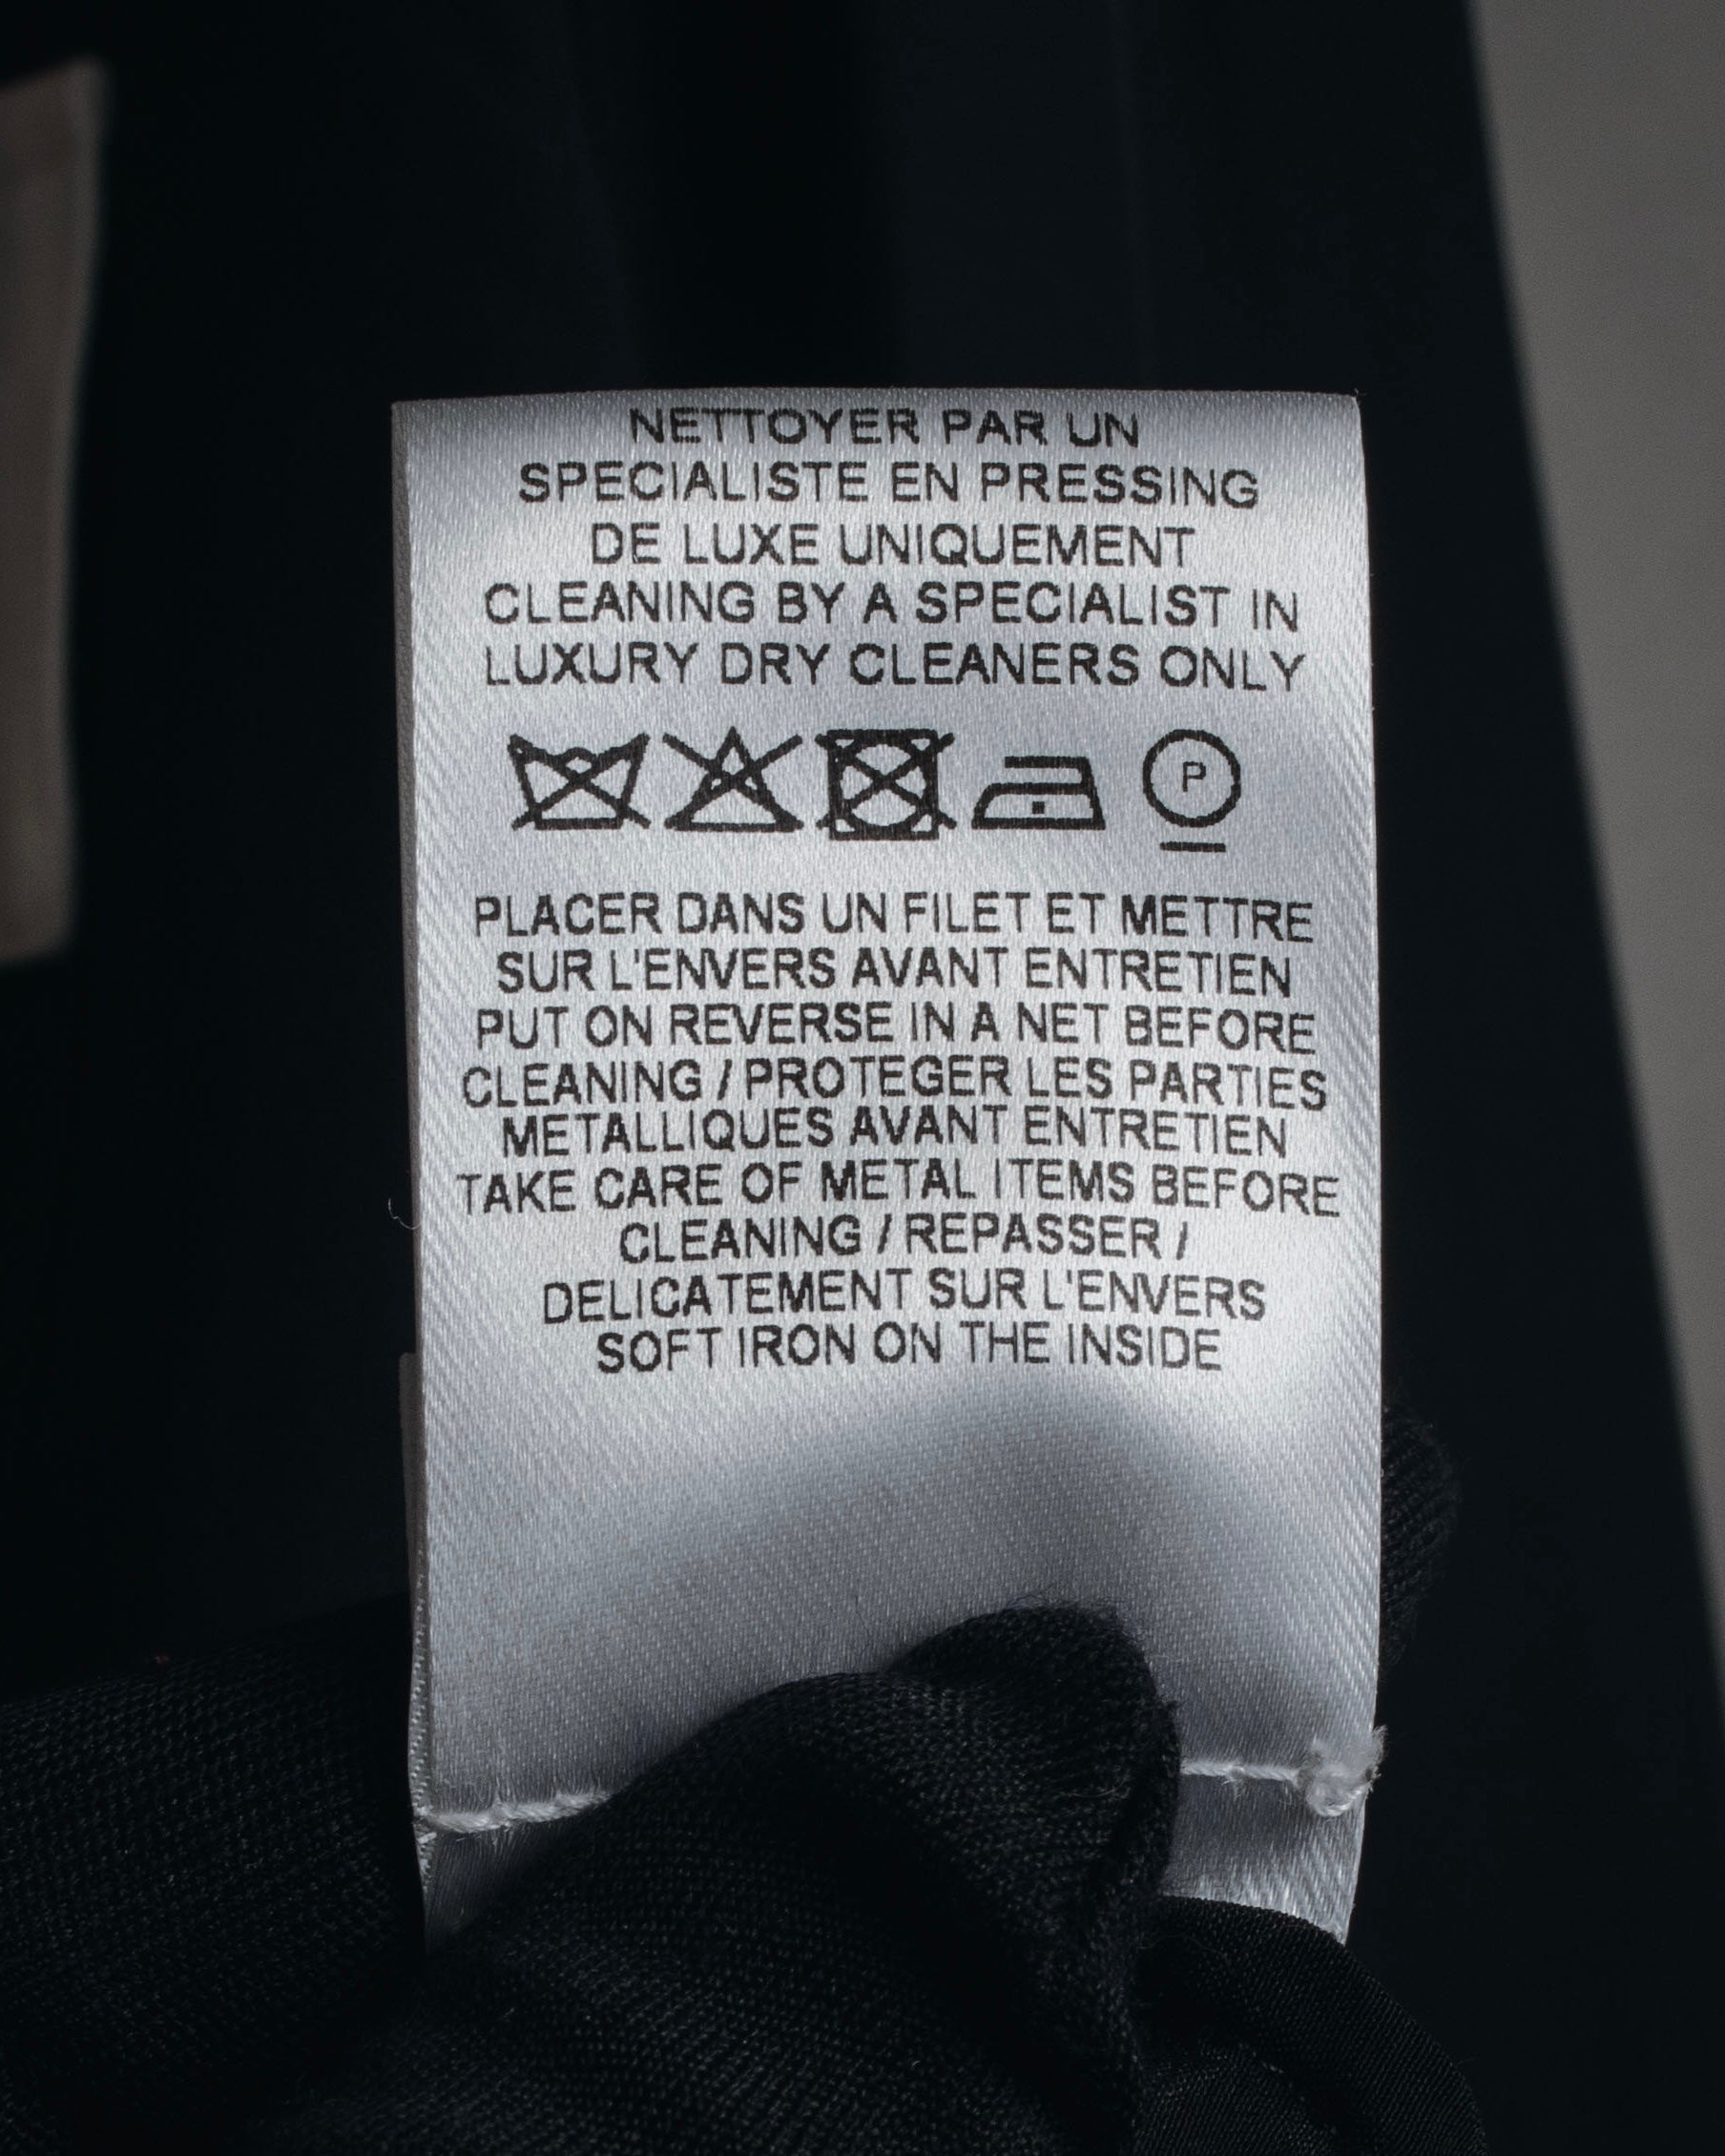 NETTOYER PAR UN
SPECIALISTE EN PRESSING
DE LUXE UNIQUEMENT
CLEANING BY A SPECIALIST IN
LUXURY DRY CLEANERS ONLY
P
PLACER DANS UN FILET ET METTRE
SUR L'ENVERS AVANT ENTRETIEN
PUT ON REVERSE IN A NET BEFORE
CLEANING / PROTEGER LES PARTIES
METALLIQUES AVANT ENTRETIEN
TAKE CARE OF METAL ITEMS BEFORE
CLEANING / REPASSER /
DELICATEMENT SUR L'ENVERS
SOFT IRON ON THE INSIDE